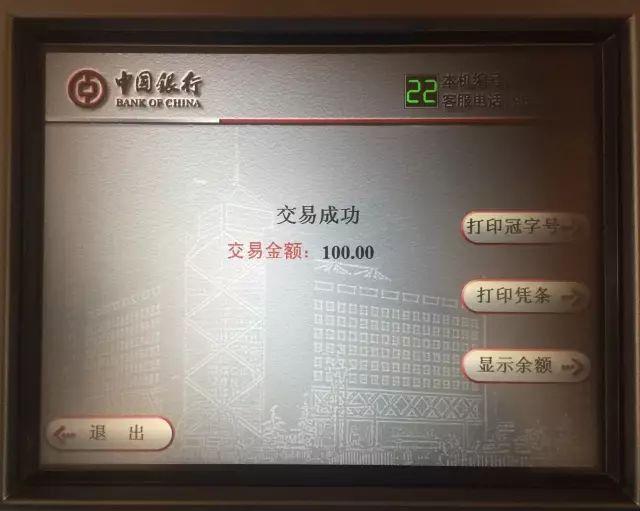 中国银行
BANK OF CHINA
22
本机编号
客服电话
交易成功
交易金额：100.00
打印冠字号
打印凭条
显示余额
退 出